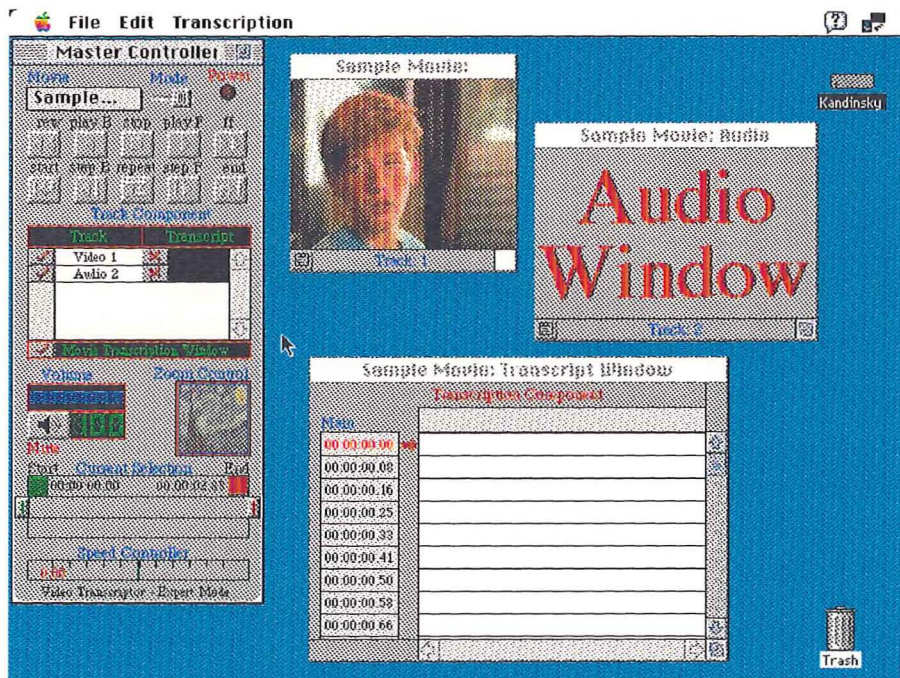 File Edit Transcription
Master Controller
Movie Mode Power
Sample...
rew play B stop play F ff
start step B repeat step F end
Track Component
Track Transcript
Video 1
Audio 2
Movie Transcription Window
Volume Zoom Control
Mute
Start Current Selection End
00:00:00.00
Speed Controller
0.00
Video Transcriptor - Expert Mode
Sample Movie:
Track: 1
Sample Movie: Audio
Audio
Window
Track: 2
Kandinsky
Sample Movie: Transcript Window
Transcription Component
Main
00:00:00.00
00:00:00.08
00:00:00.16
00:00:00.25
00:00:00.33
00:00:00.41
00:00:00.50
00:00:00.58
00:00:00.66
Trash